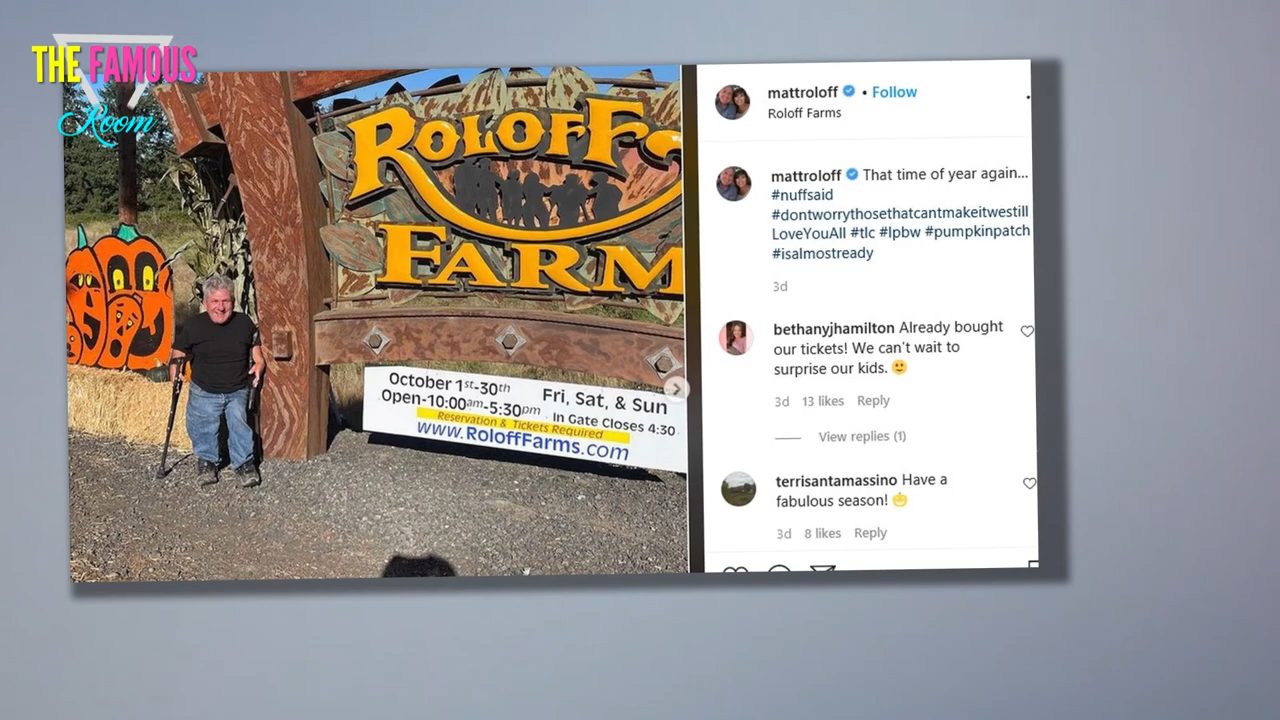 THE FAMOUS
Room
ROLOFF
FARM
October 1st-30th Fri, Sat, & Sun
Open-10:00am-5:30pm In Gate Closes 4:30
Reservation & Tickets Required
www.RoloffFarms.com
mattroloff • Follow
Roloff Farms
mattroloff That time of year again...
#nuffsaid
#dontworrythosethatcantmakeitwestill
LoveYouAll #tlc #lpbw #pumpkinpatch
#isalmostready
3d
bethanyjhamilton Already bought
our tickets! We can't wait to
surprise our kids. 🙂
3d 13 likes Reply
View replies (1)
terrisantamassino Have a
fabulous season! 🎃
3d 8 likes Reply